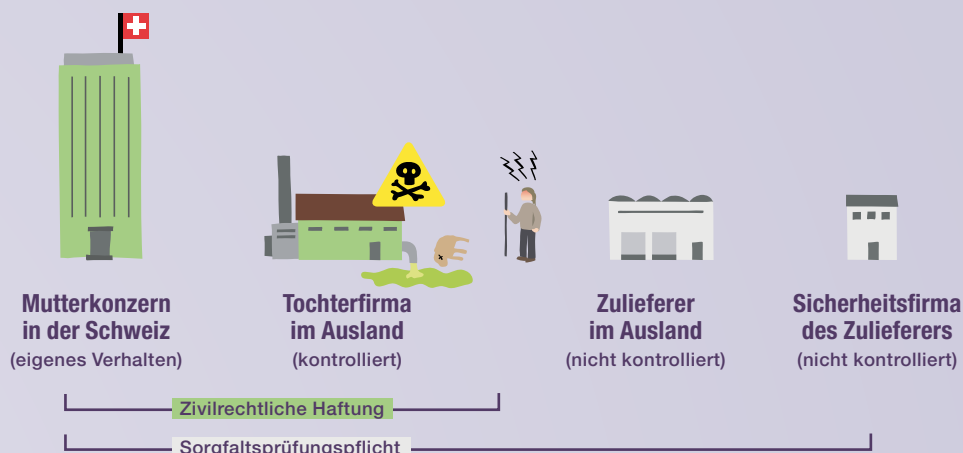 Mutterkonzern
in der Schweiz
(eigenes Verhalten)
Tochterfirma
im Ausland
(kontrolliert)
Zulieferer
im Ausland
(nicht kontrolliert)
Sicherheitsfirma
des Zulieferers
(nicht kontrolliert)
Zivilrechtliche Haftung
Sorgfaltsprüfungspflicht